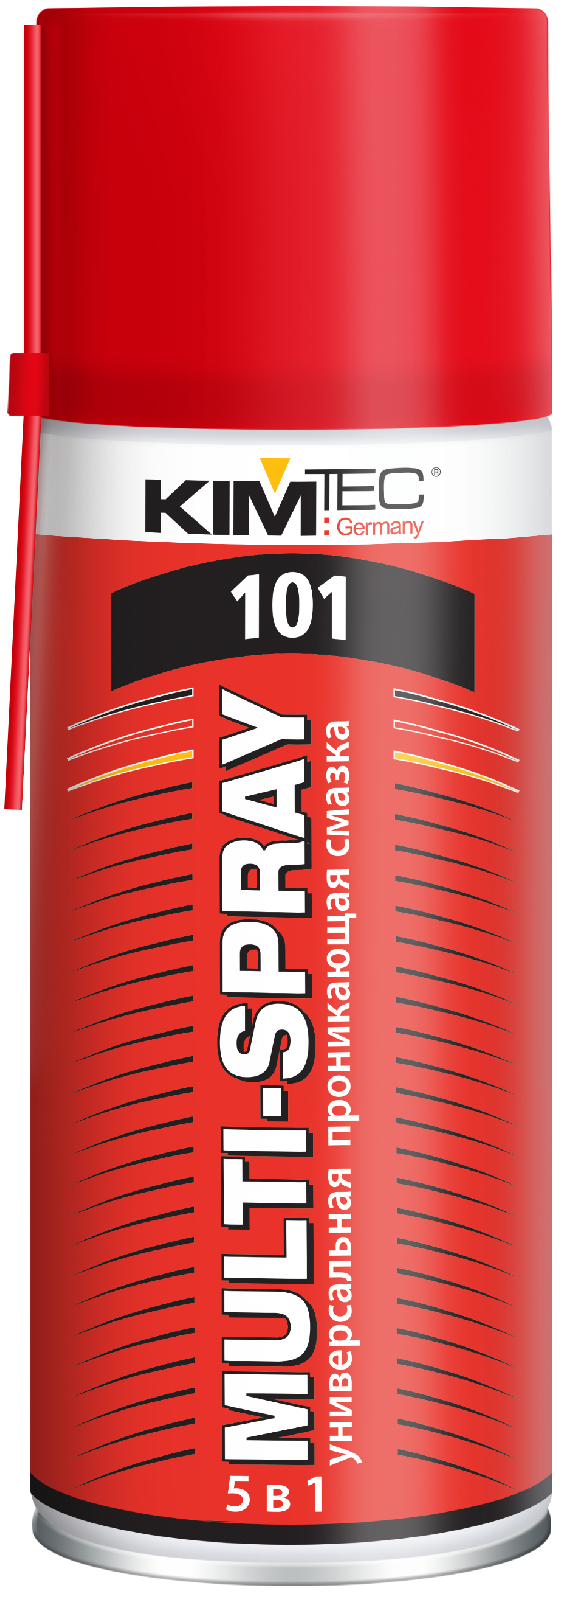 KIMTEC®
: Germany
101
MULTI-SPRAY
универсальная проникающая смазка
5 в 1